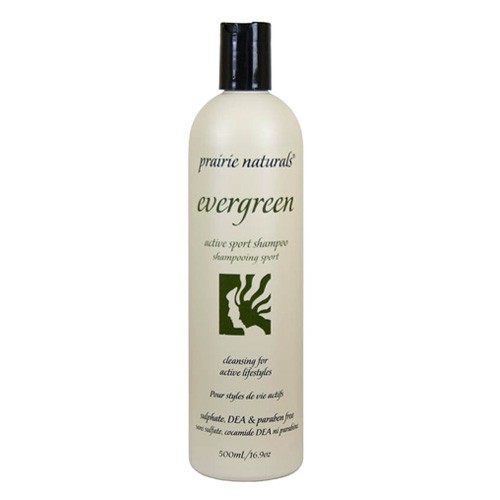 prairie naturals®
evergreen
active sport shampoo
shampooing sport
cleansing for
active lifestyles
Pour styles de vie actifs
sulphate, DEA & paraben free
sans sulfate, cocamide DEA ni parabine
500ml/16.9oz